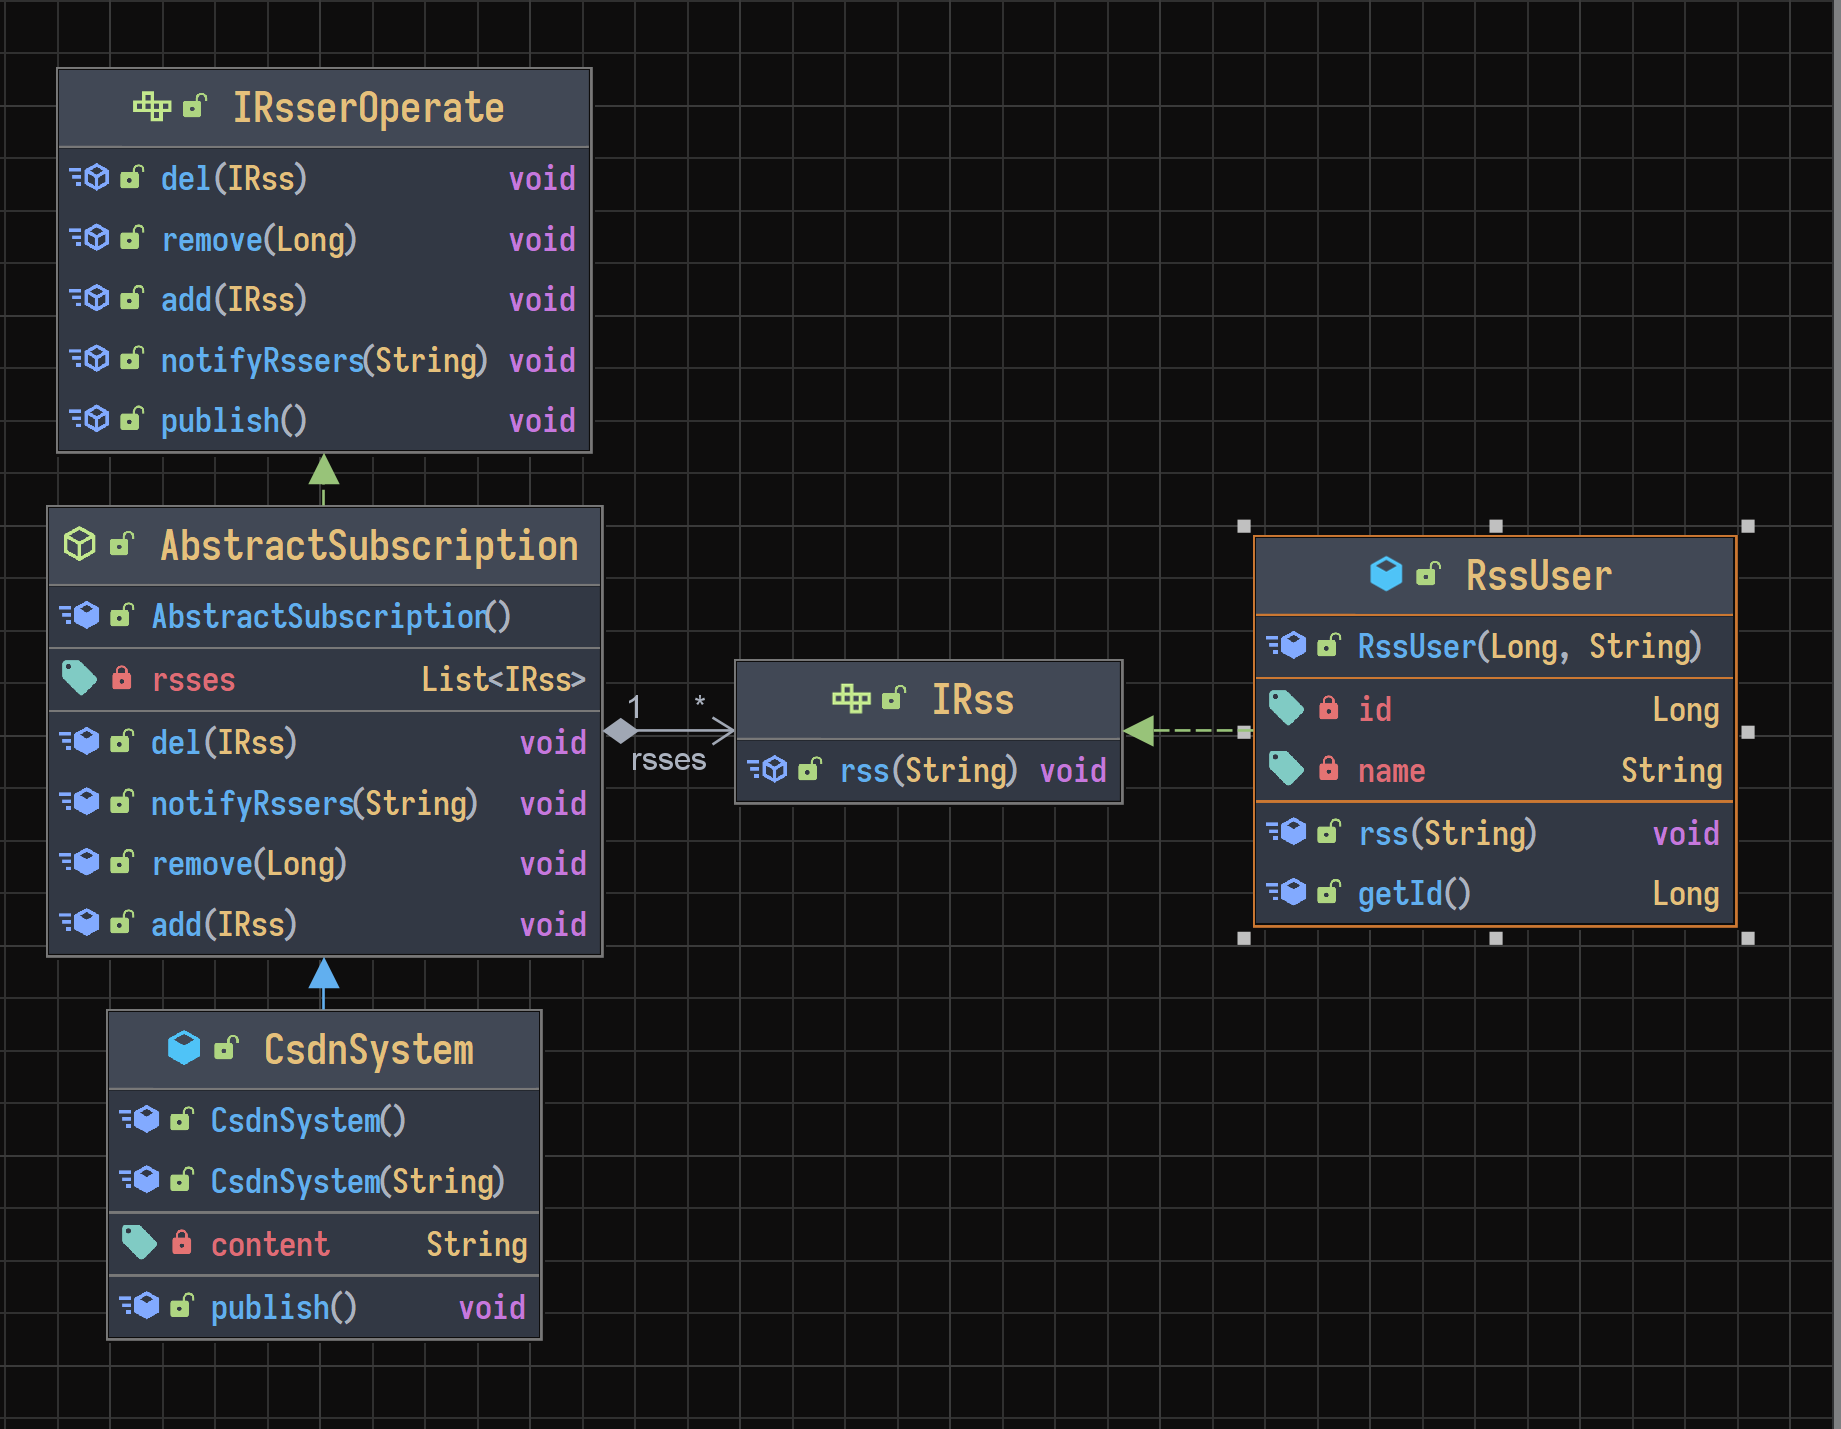 IRsserOperate
del(IRss) void
remove(Long) void
add(IRss) void
notifyRssers(String) void
publish() void
AbstractSubscription
AbstractSubscription()
rsses List<IRss>
del(IRss) void
notifyRssers(String) void
remove(Long) void
add(IRss) void
1 *
rsses
IRss
rss(String) void
RssUser
RssUser(Long, String)
id Long
name String
rss(String) void
getId() Long
CsdnSystem
CsdnSystem()
CsdnSystem(String)
content String
publish() void